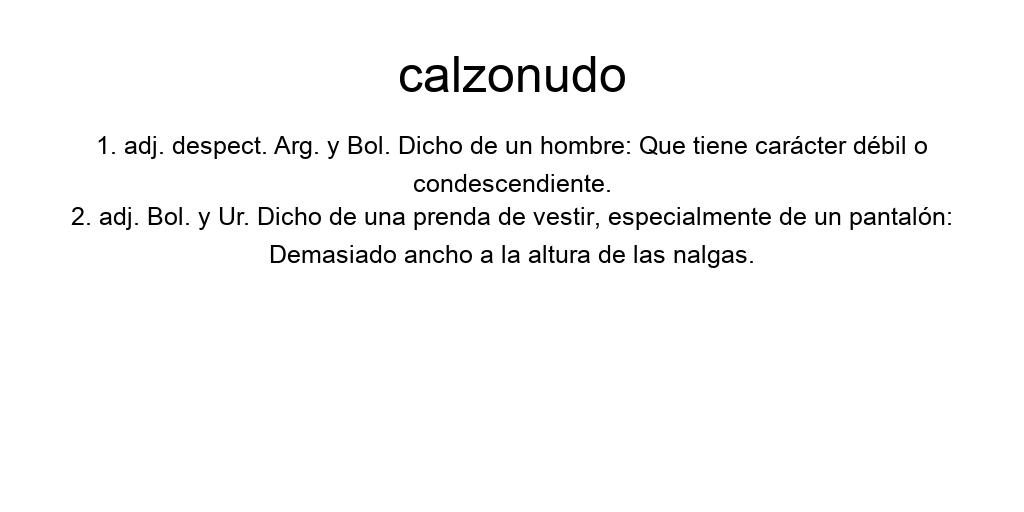 calzonudo
1. adj. despect. Arg. y Bol. Dicho de un hombre: Que tiene carácter débil o
condescendiente.
2. adj. Bol. y Ur. Dicho de una prenda de vestir, especialmente de un pantalón:
Demasiado ancho a la altura de las nalgas.